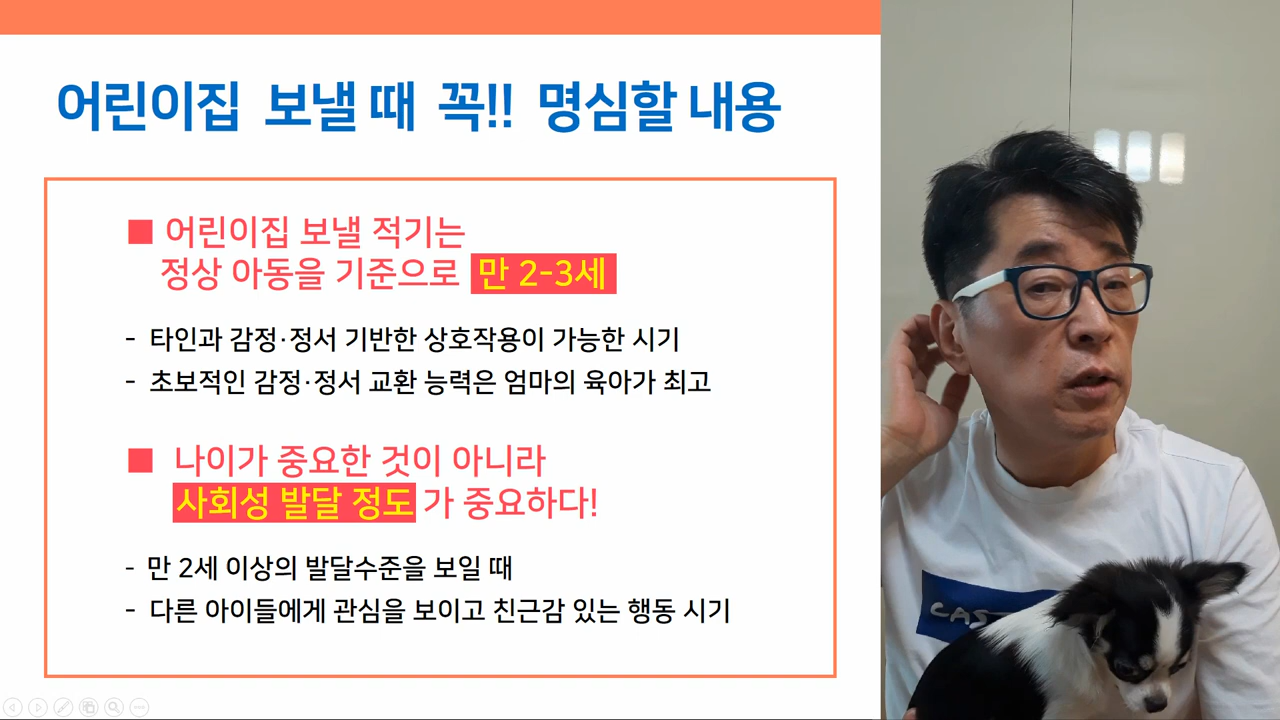 어린이집 보낼 때 꼭!! 명심할 내용
■ 어린이집 보낼 적기는
정상 아동을 기준으로 만 2-3세
- 타인과 감정·정서 기반한 상호작용이 가능한 시기
- 초보적인 감정·정서 교환 능력은 엄마의 육아가 최고
■ 나이가 중요한 것이 아니라
사회성 발달 정도가 중요하다!
- 만 2세 이상의 발달수준을 보일 때
- 다른 아이들에게 관심을 보이고 친근감 있는 행동 시기
CAS